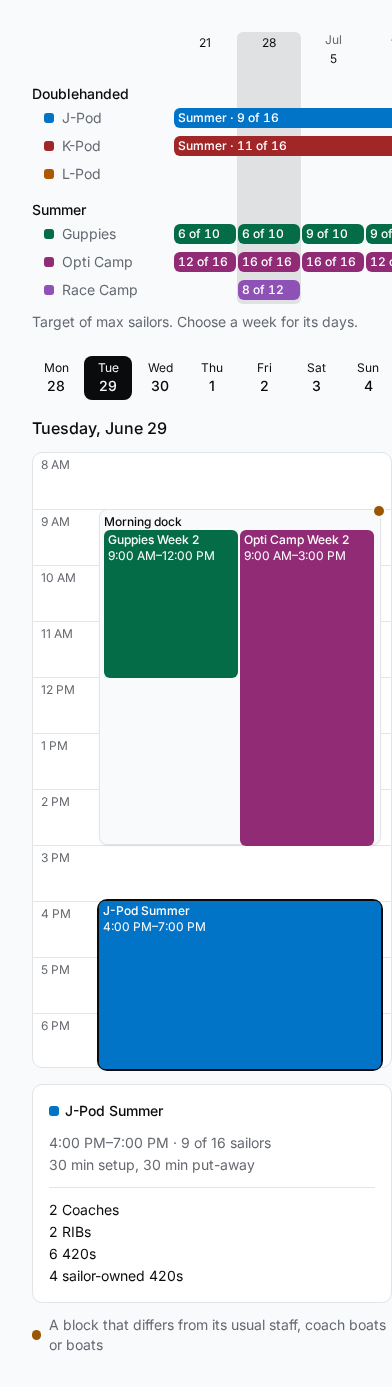 21 28 Jul 5
Doublehanded
J-Pod Summer · 9 of 16
K-Pod Summer · 11 of 16
L-Pod
Summer
Guppies 6 of 10 6 of 10 9 of 10 9 of
Opti Camp 12 of 16 16 of 16 16 of 16 12
Race Camp 8 of 12
Target of max sailors. Choose a week for its days.
Mon Tue Wed Thu Fri Sat Sun
28 29 30 1 2 3 4
Tuesday, June 29
8 AM
9 AM
Morning dock
Guppies Week 2 Opti Camp Week 2
9:00 AM–12:00 PM 9:00 AM–3:00 PM
10 AM
11 AM
12 PM
1 PM
2 PM
3 PM
4 PM
J-Pod Summer
4:00 PM–7:00 PM
5 PM
6 PM
J-Pod Summer
4:00 PM–7:00 PM · 9 of 16 sailors
30 min setup, 30 min put-away
2 Coaches
2 RIBs
6 420s
4 sailor-owned 420s
A block that differs from its usual staff, coach boats
or boats